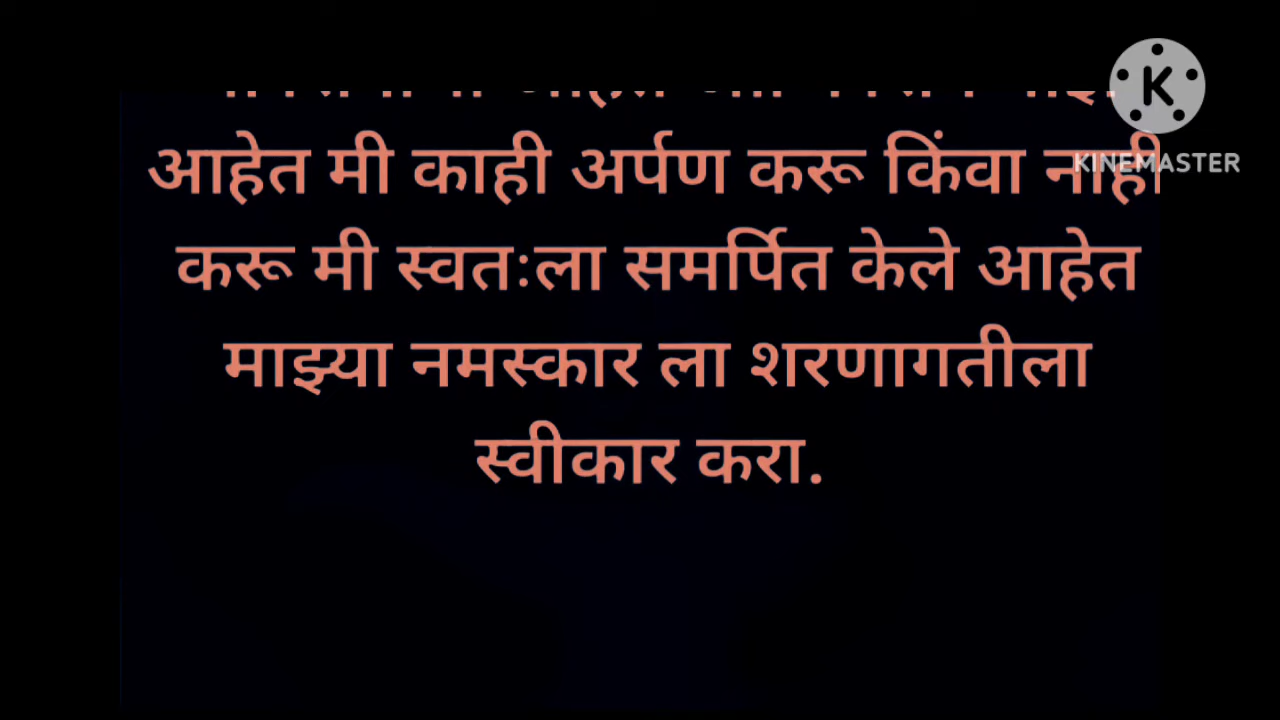 आहेत मी काही अर्पण करू किंवा नाही
करू मी स्वतःला समर्पित केले आहेत
माझ्या नमस्कार ला शरणागतीला
स्वीकार करा.
K
KINEMASTER